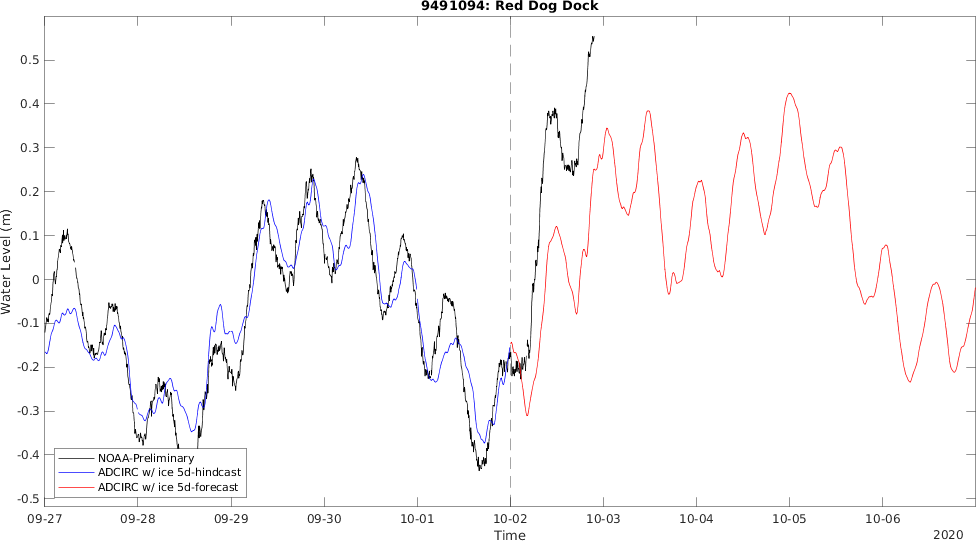 9491094: Red Dog Dock
Water Level (m)
0.5
0.4
0.3
0.2
0.1
0
-0.1
-0.2
-0.3
-0.4
-0.5
NOAA-Preliminary
ADCIRC w/ ice 5d-hindcast
ADCIRC w/ ice 5d-forecast
09-27 09-28 09-29 09-30 10-01 10-02 10-03 10-04 10-05 10-06
Time
2020